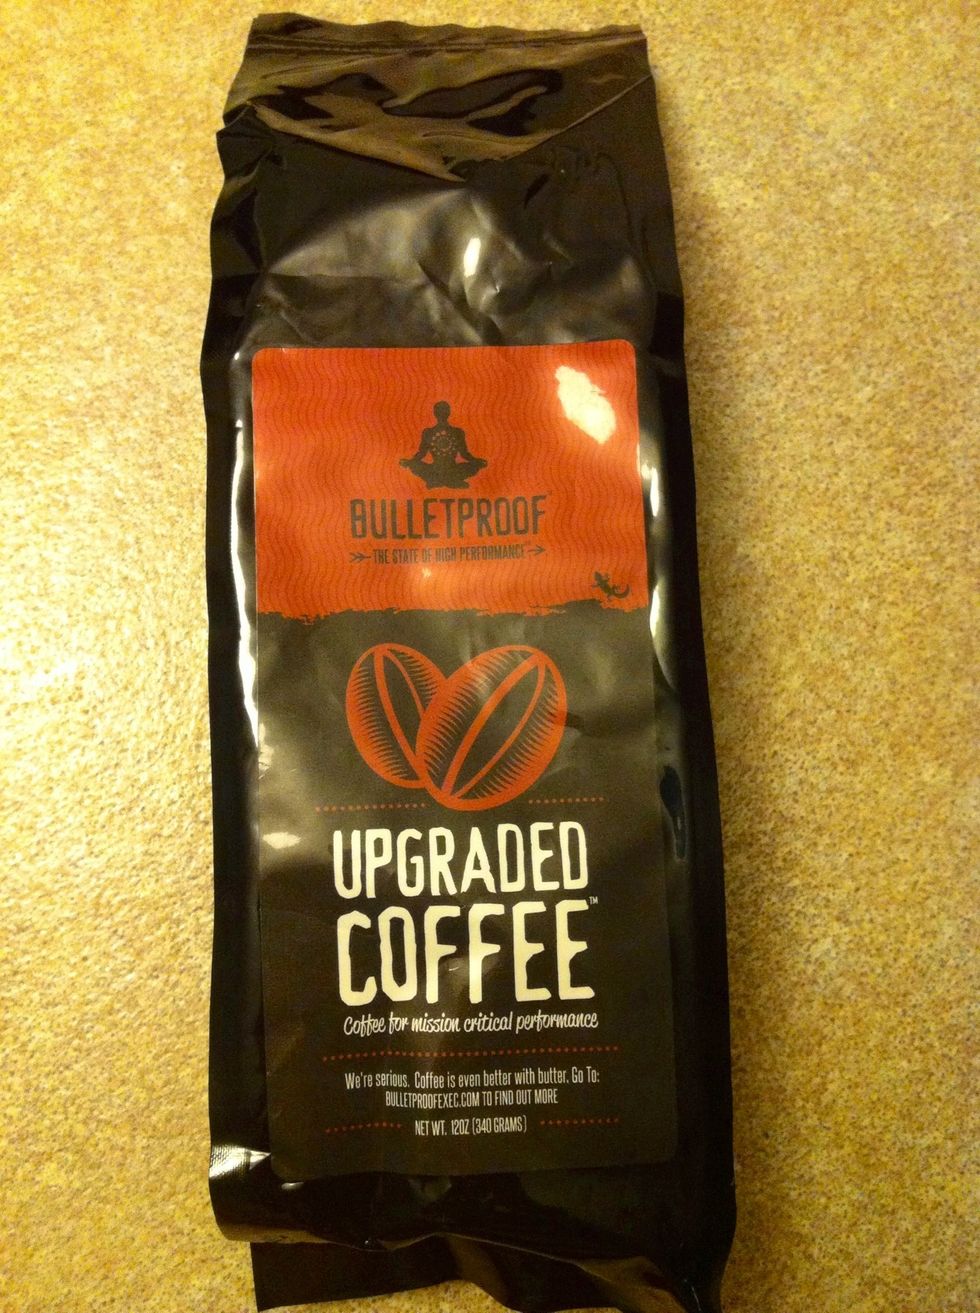 BULLETPROOF
THE STATE OF HIGH PERFORMANCE
UPGRADED
COFFEE™
Coffee for mission critical performance
We're serious. Coffee is even better with butter. Go To:
BULLETPROOFEXEC.COM TO FIND OUT MORE
NET WT. 12OZ (340 GRAMS)